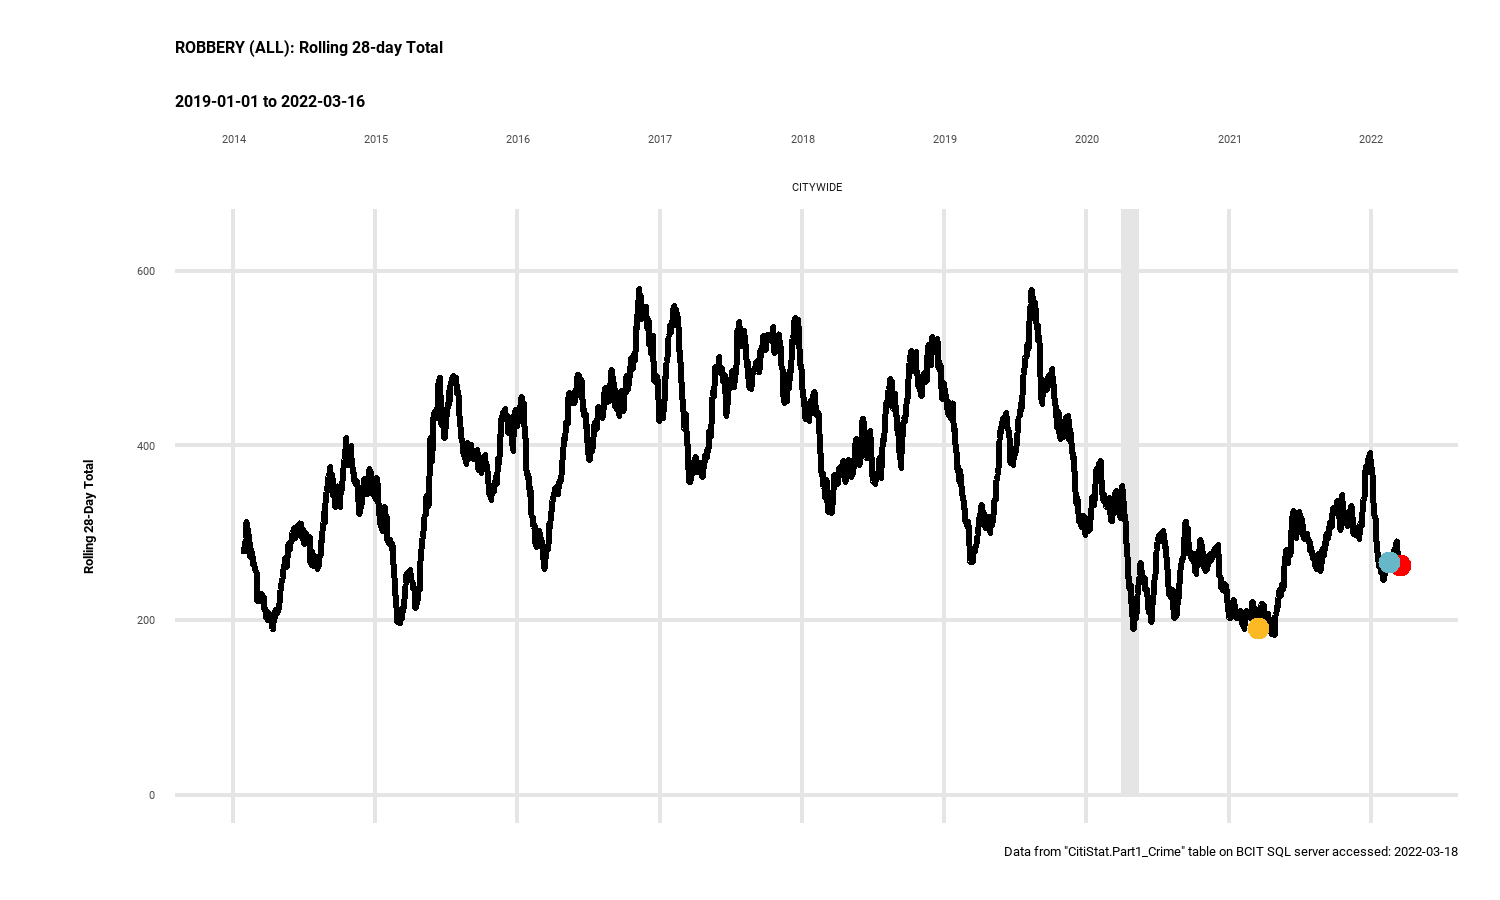 ROBBERY (ALL): Rolling 28-day Total
2019-01-01 to 2022-03-16
2014 2015 2016 2017 2018 2019 2020 2021 2022
CITYWIDE
600
400
Rolling 28-Day Total
200
0
Data from "CitiStat.Part1_Crime" table on BCIT SQL server accessed: 2022-03-18